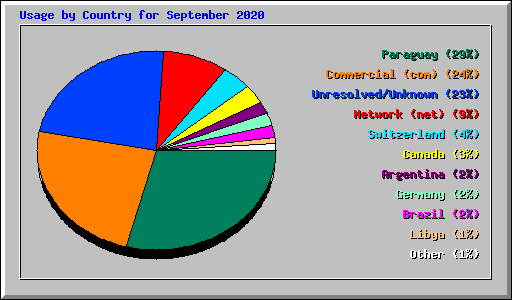 Usage by Country for September 2020
Paraguay (29%)
Commercial (com) (24%)
Unresolved/Unknown (23%)
Network (net) (9%)
Switzerland (4%)
Canada (3%)
Argentina (2%)
Germany (2%)
Brazil (2%)
Libya (1%)
Other (1%)